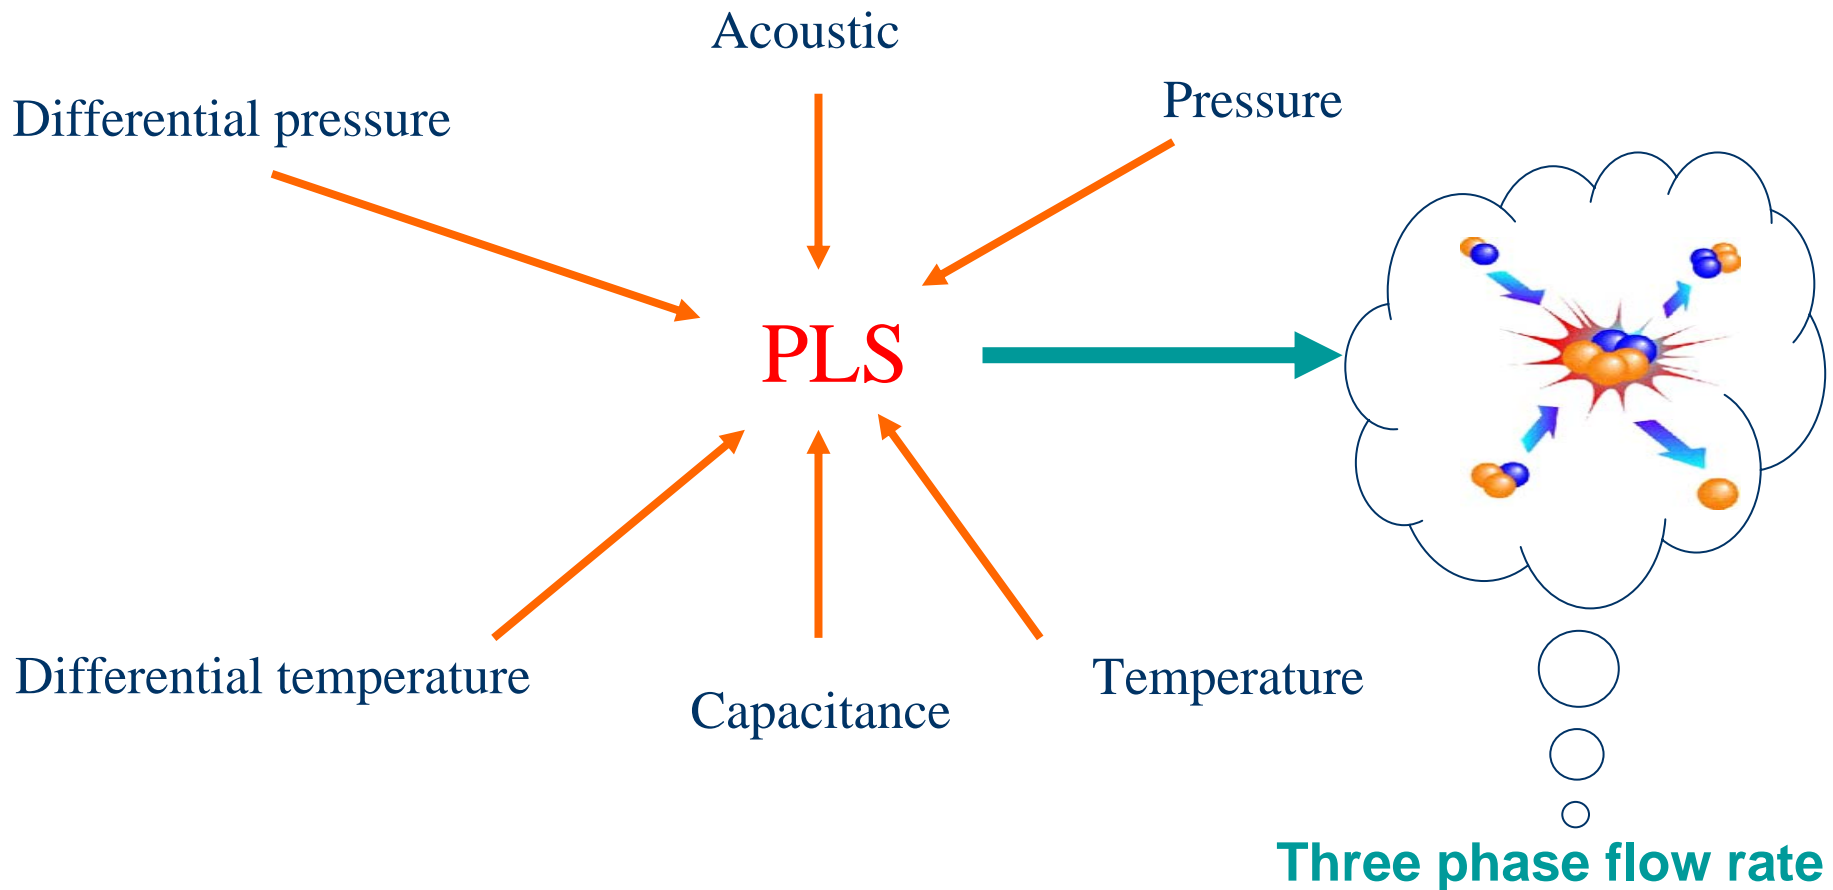 Acoustic
Differential pressure
Pressure
PLS
Differential temperature
Capacitance
Temperature
Three phase flow rate